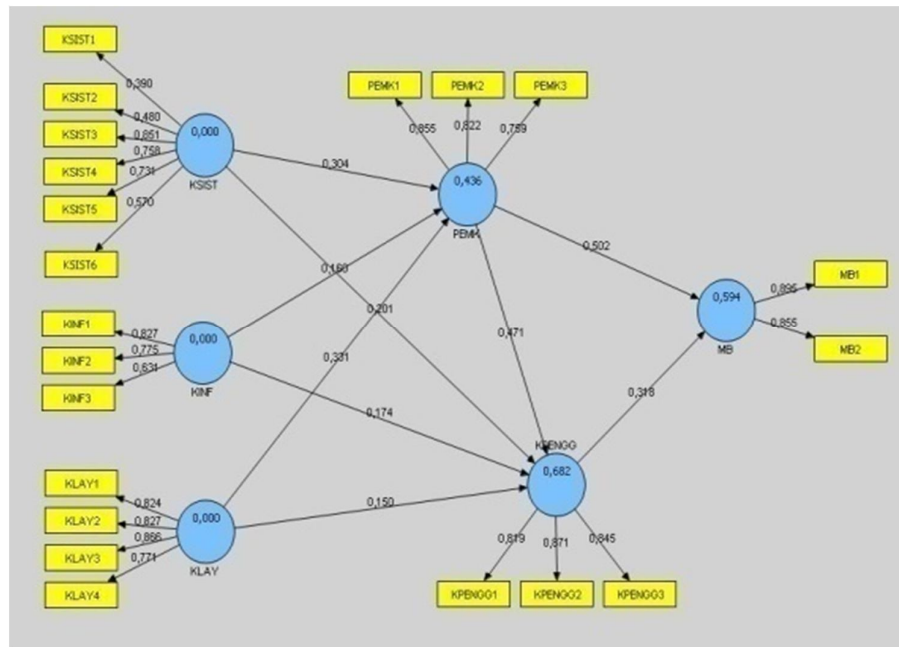 KSIST1
0,390
KSIST2
0,480
KSIST3
0,851
KSIST4
0,758
KSIST5
0,731
KSIST6
0,570
0,000
KSIST
PEMK1
PEMK2
PEMK3
0,855
0,822
0,304
0,436
PEMK
0,160
0,201
0,331
0,502
0,471
KINF1
0,827
KINF2
0,775
KINF3
0,631
0,000
KINF
0,174
0,594
MB
MB1
0,895
MB2
0,855
0,318
KLAY1
0,824
KLAY2
0,827
KLAY3
0,866
KLAY4
0,771
0,000
KLAY
0,150
KPENGG
0,682
0,819
0,871
0,845
KPENGG1
KPENGG2
KPENGG3